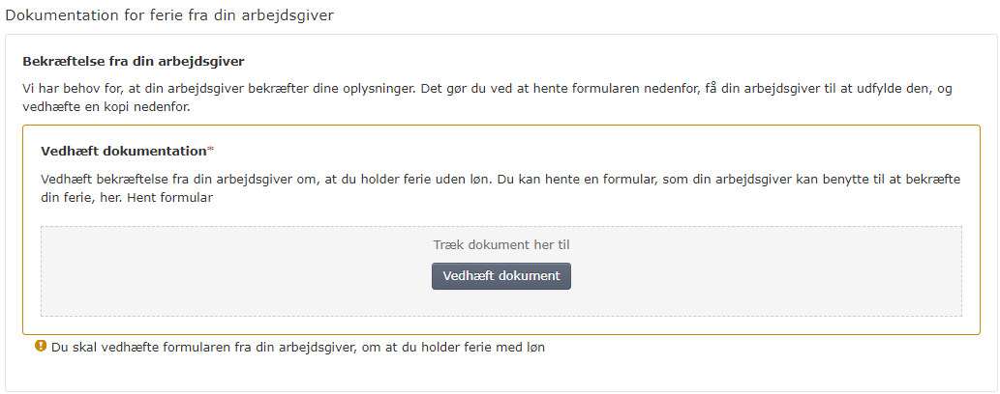 Dokumentation for ferie fra din arbejdsgiver
Bekræftelse fra din arbejdsgiver
Vi har behov for, at din arbejdsgiver bekræfter dine oplysninger. Det gør du ved at hente formularen nedenfor, få din arbejdsgiver til at udfylde den, og
vedhæfte en kopi nedenfor.
Vedhæft dokumentation*
Vedhæft bekræftelse fra din arbejdsgiver om, at du holder ferie uden løn. Du kan hente en formular, som din arbejdsgiver kan benytte til at bekræfte
din ferie, her. Hent formular
Træk dokument her til
Vedhæft dokument
Du skal vedhæfte formularen fra din arbejdsgiver, om at du holder ferie med løn